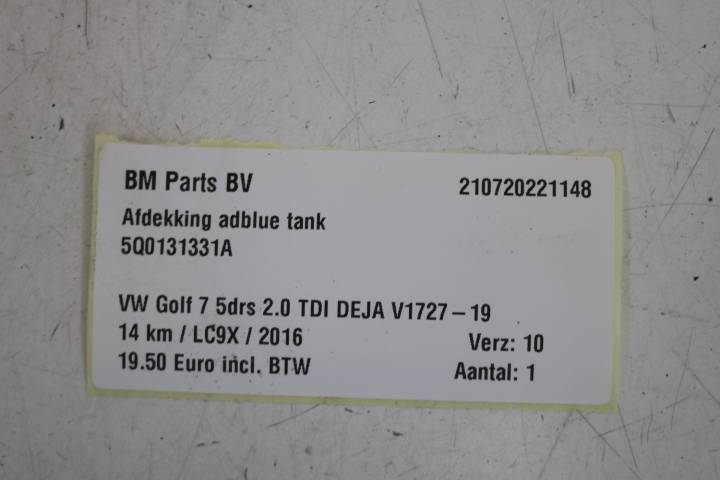 BM Parts BV 210720221148
Afdekking adblue tank
5Q0131331A
VW Golf 7 5drs 2.0 TDI DEJA V1727-19
14 km / LC9X / 2016 Verz: 10
19.50 Euro incl. BTW Aantal: 1